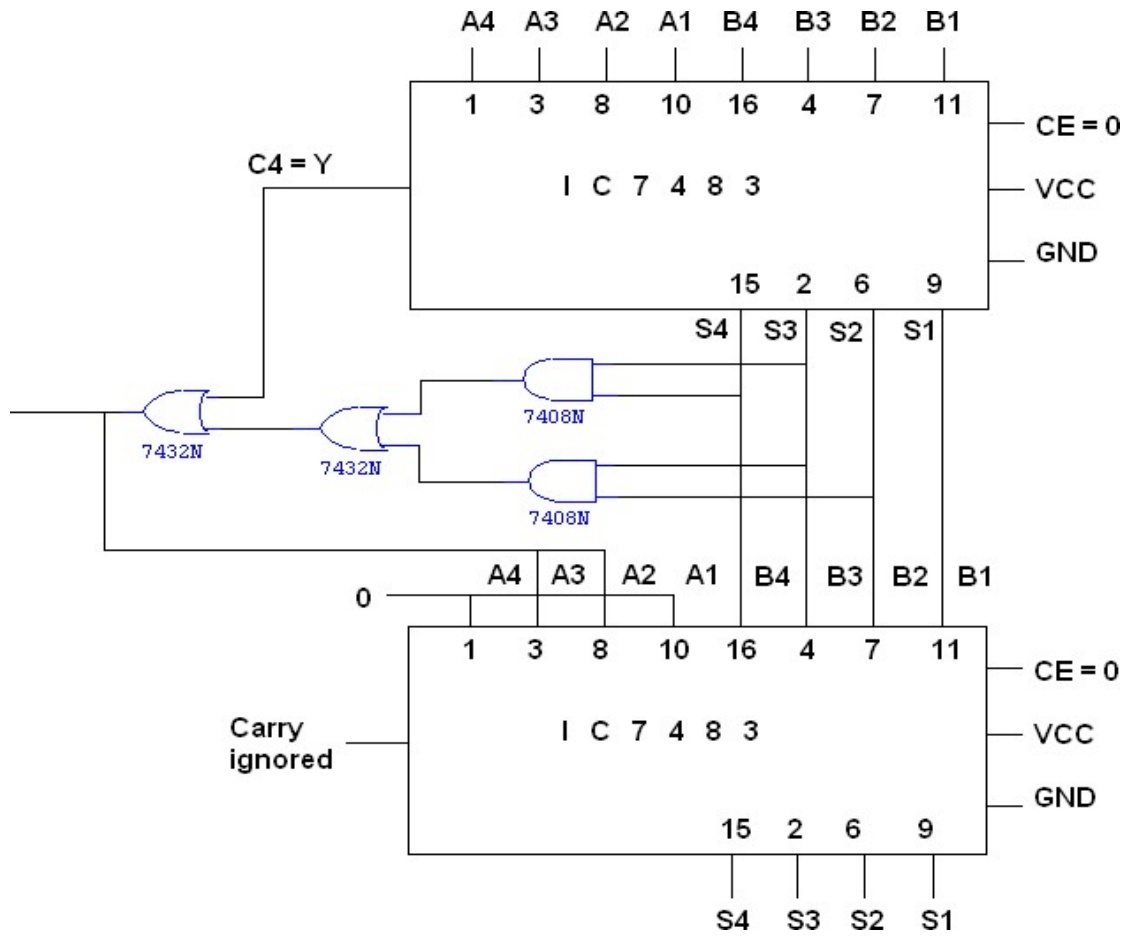 A4 A3 A2 A1 B4 B3 B2 B1
1 3 8 10 16 4 7 11
CE = 0
C4 = Y
I C 7 4 8 3
VCC
GND
15 2 6 9
S4 S3 S2 S1
7408N
7432N
7432N
7408N
A4 A3 A2 A1 B4 B3 B2 B1
0
1 3 8 10 16 4 7 11
CE = 0
Carry
ignored
I C 7 4 8 3
VCC
GND
15 2 6 9
S4 S3 S2 S1